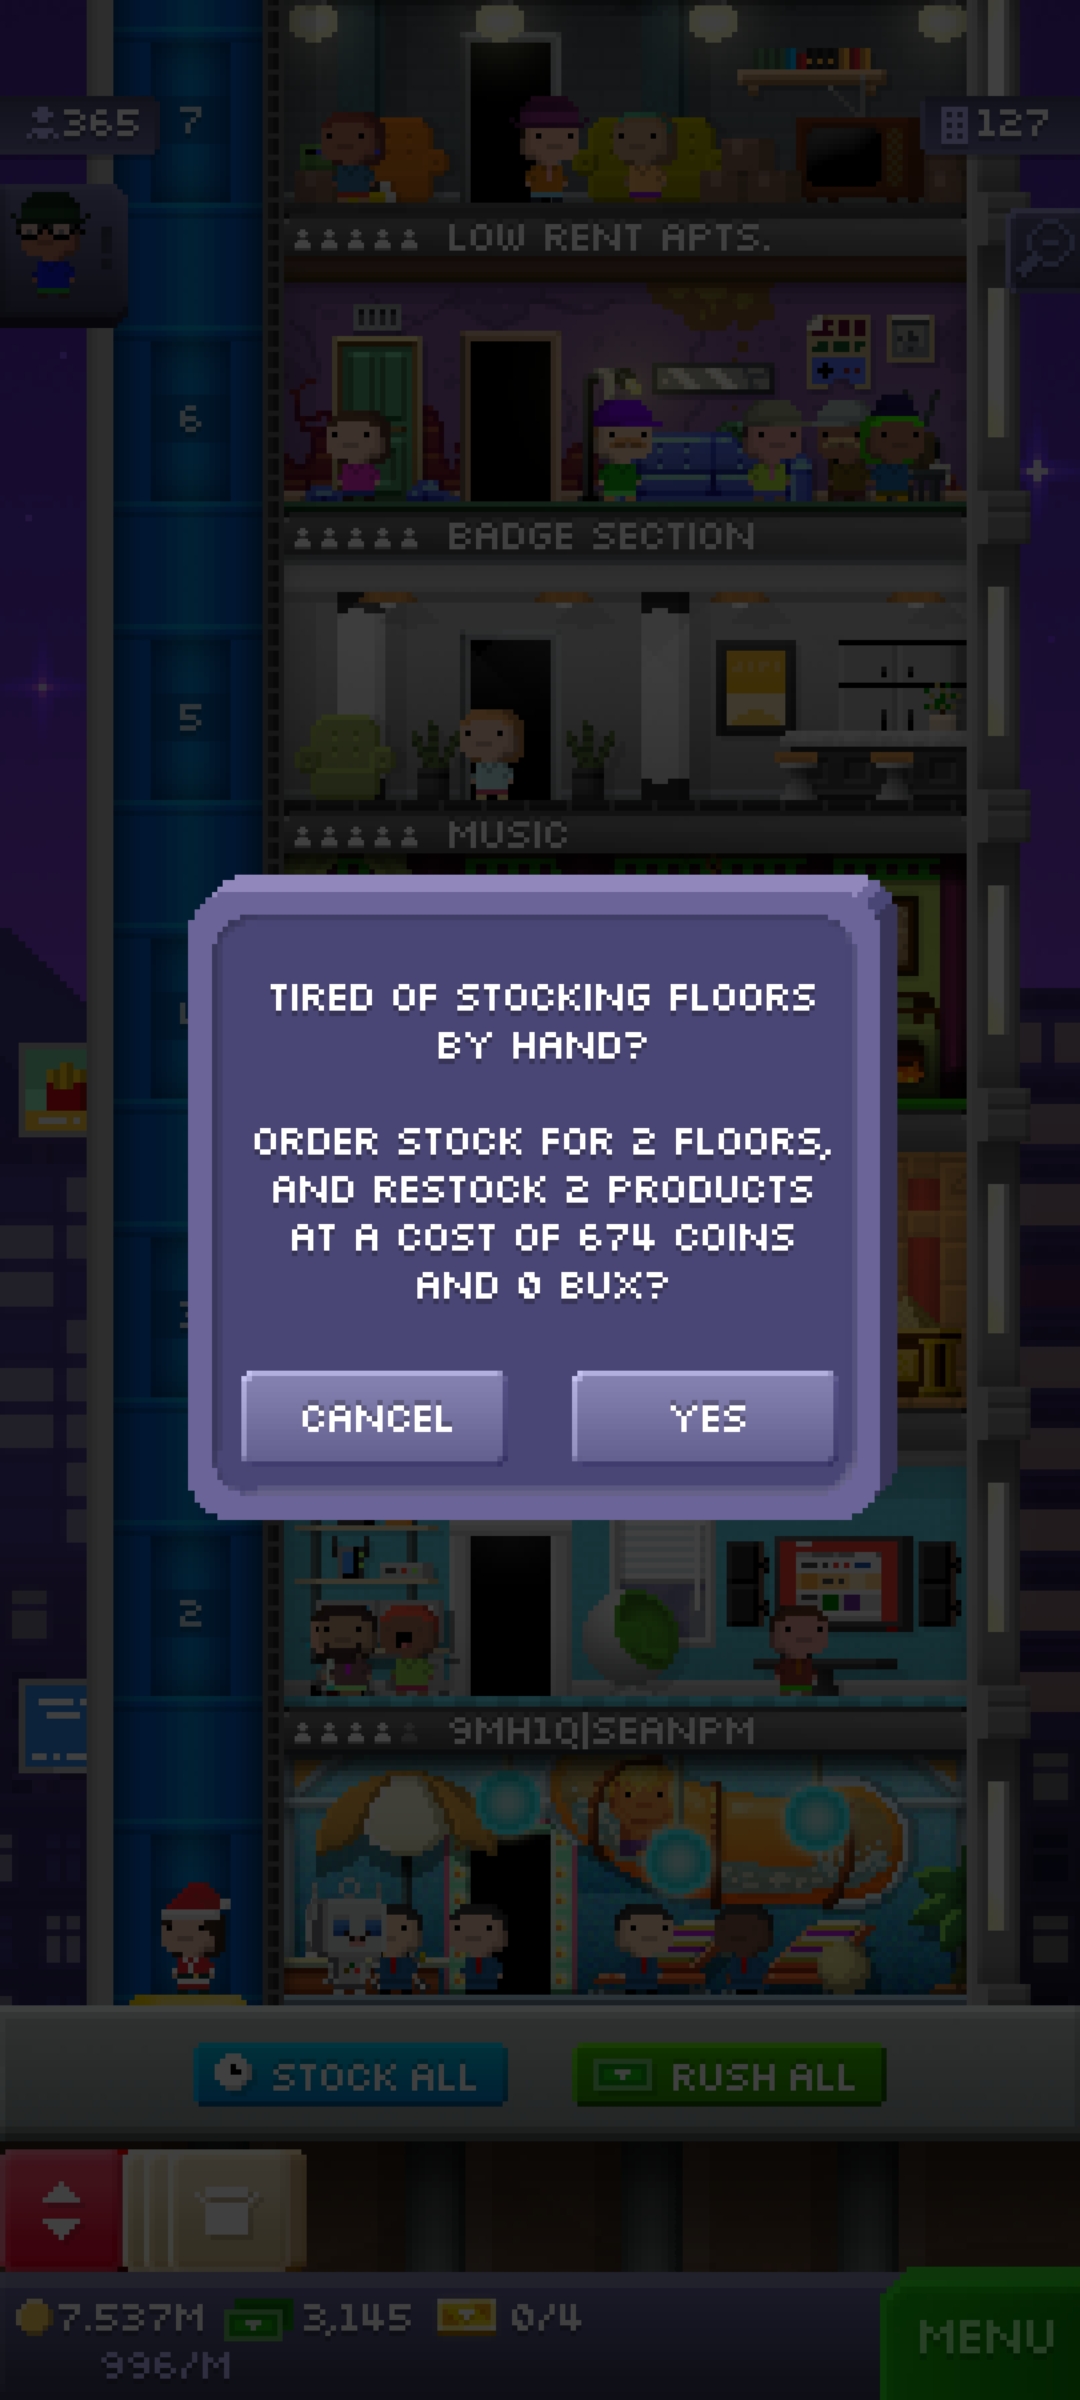 365
7
127
LOW RENT APTS.
6
BADGE SECTION
5
MUSIC
TIRED OF STOCKING FLOORS
BY HAND?
ORDER STOCK FOR 2 FLOORS,
AND RESTOCK 2 PRODUCTS
AT A COST OF 674 COINS
AND 0 BUX?
CANCEL
YES
2
9MH1Q|SEANPM
STOCK ALL
RUSH ALL
7.537M
3,145
0/4
996/M
MENU